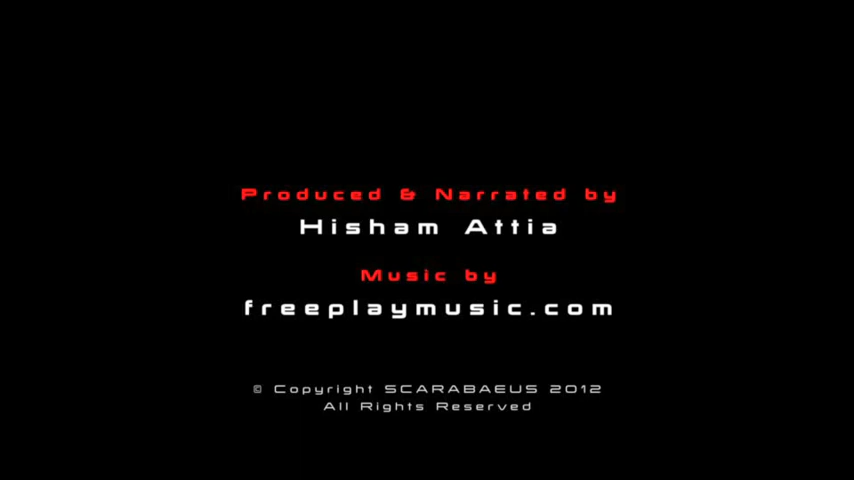 Produced & Narrated by
Hisham Attia
Music by
freeplaymusic.com
© Copyright SCARABAEUS 2012
All Rights Reserved